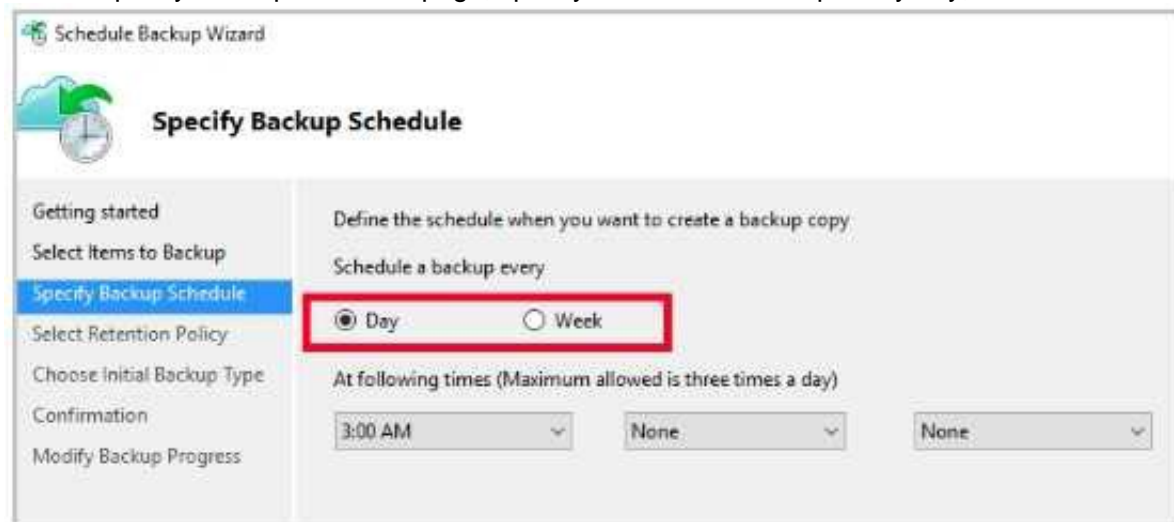 Schedule Backup Wizard
Specify Backup Schedule
Getting started
Select Items to Backup
Specify Backup Schedule
Select Retention Policy
Choose Initial Backup Type
Confirmation
Modify Backup Progress
Define the schedule when you want to create a backup copy
Schedule a backup every
Day Week
At following times (Maximum allowed is three times a day)
3:00 AM None None